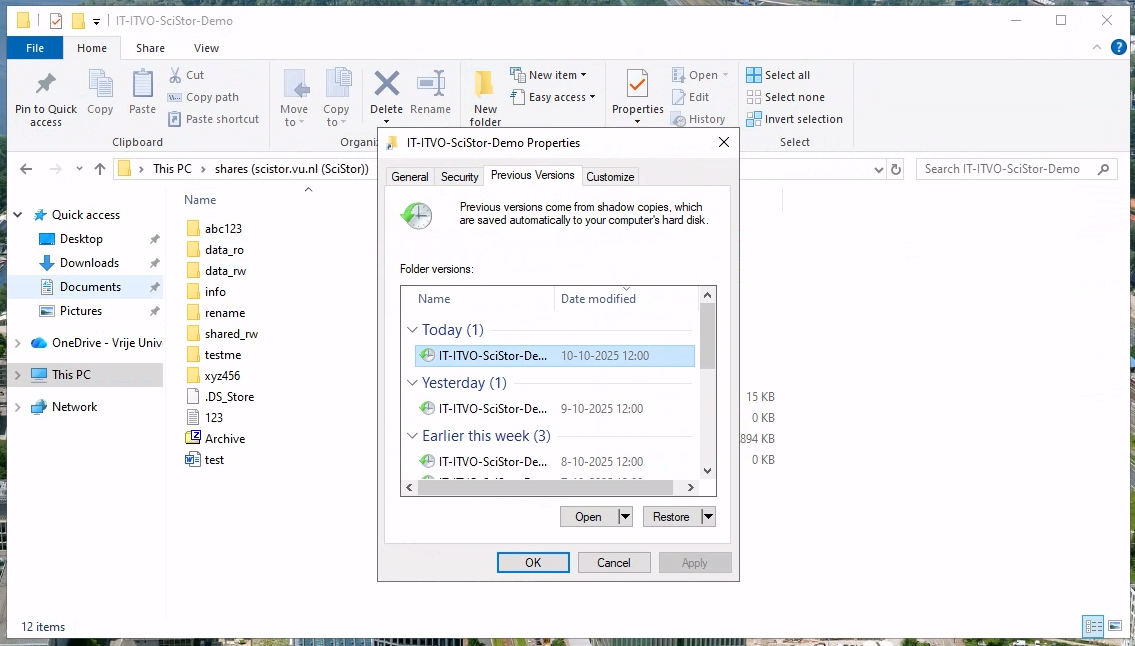 IT-ITVO-SciStor-Demo
File
Home
Share
View
Pin to Quick access
Copy
Paste
Cut
Copy path
Paste shortcut
Clipboard
Move to
Copy to
Delete
Rename
Organi
New folder
New item
Easy access
Properties
Open
Edit
History
Select all
Select none
Invert selection
Select
This PC
shares (scistor.vu.nl (SciStor))
Search IT-ITVO-SciStor-Demo
Quick access
Desktop
Downloads
Documents
Pictures
OneDrive - Vrije Univ
This PC
Network
Name
abc123
data_ro
data_rw
info
rename
shared_rw
testme
xyz456
.DS_Store
15 KB
123
0 KB
Archive
894 KB
test
0 KB
IT-ITVO-SciStor-Demo Properties
General
Security
Previous Versions
Customize
Previous versions come from shadow copies, which
are saved automatically to your computer's hard disk.
Folder versions:
Name
Date modified
Today (1)
IT-ITVO-SciStor-De... 10-10-2025 12:00
Yesterday (1)
IT-ITVO-SciStor-De... 9-10-2025 12:00
Earlier this week (3)
IT-ITVO-SciStor-De... 8-10-2025 12:00
Open
Restore
OK
Cancel
Apply
12 items